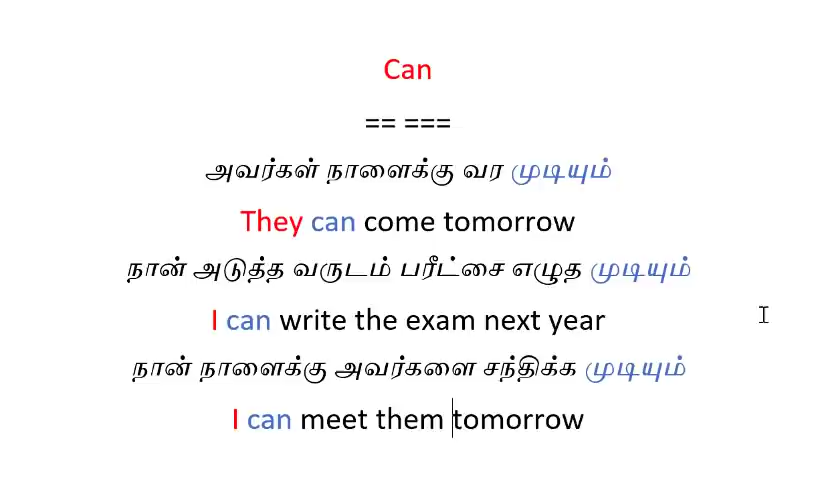 Can
== ===
அவர்கள் நாளைக்கு வர முடியும்
They can come tomorrow
நான் அடுத்த வருடம் பரீட்சை எழுத முடியும்
I can write the exam next year
நான் நாளைக்கு அவர்களை சந்திக்க முடியும்
I can meet them tomorrow